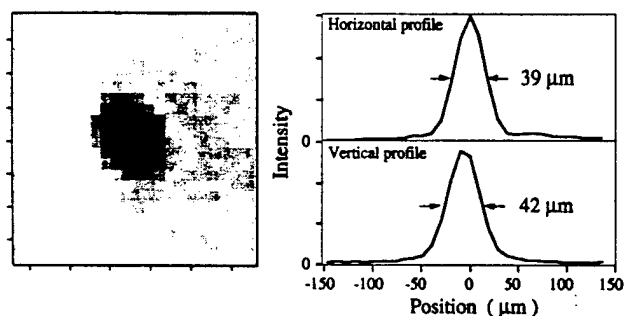 Horizontal profile
39 µm
0
Vertical profile
42 µm
0
Intensity
-150 -100 -50 0 50 100 150
Position ( µm)